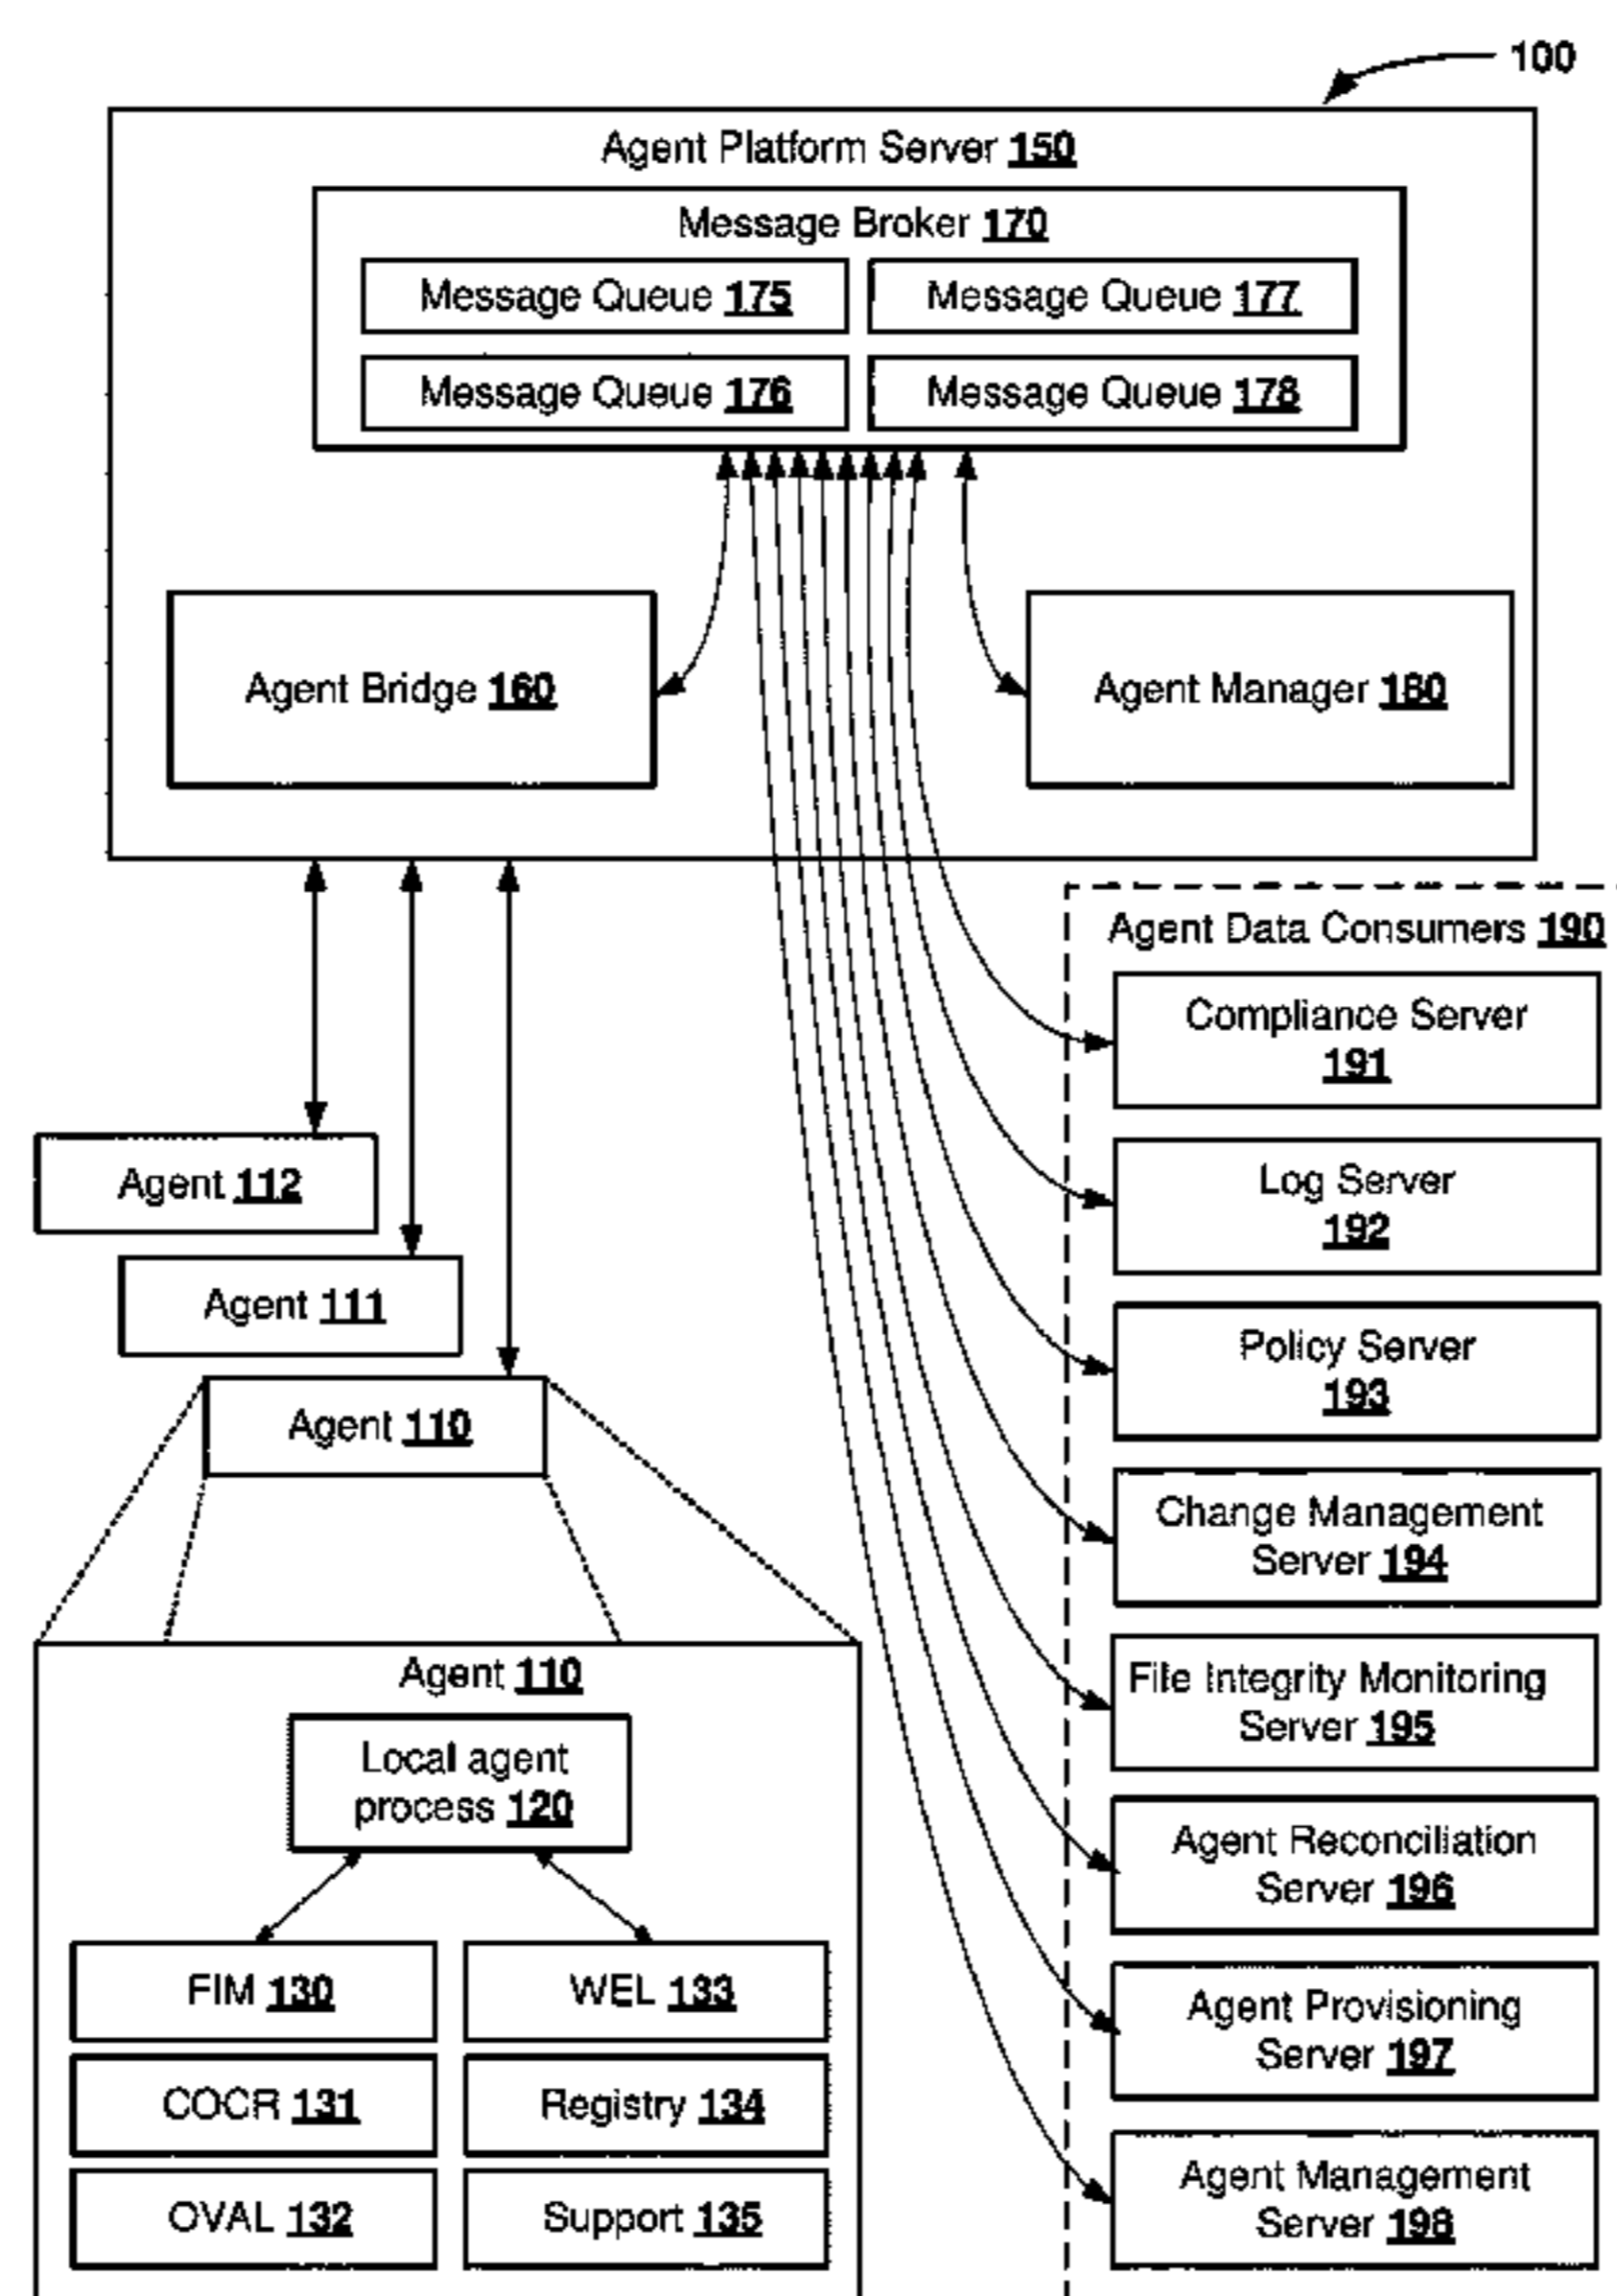 100
Agent Platform Server 150
Message Broker 170
Message Queue 175
Message Queue 177
Message Queue 176
Message Queue 178
Agent Bridge 160
Agent Manager 180
Agent Data Consumers 190
Compliance Server
191
Log Server
192
Policy Server
193
Change Management
Server 194
File Integrity Monitoring
Server 195
Agent Reconciliation
Server 196
Agent Provisioning
Server 197
Agent Management
Server 198
Agent 112
Agent 111
Agent 110
Agent 110
Local agent
process 120
FIM 130
WEL 133
COCR 131
Registry 134
OVAL 132
Support 135